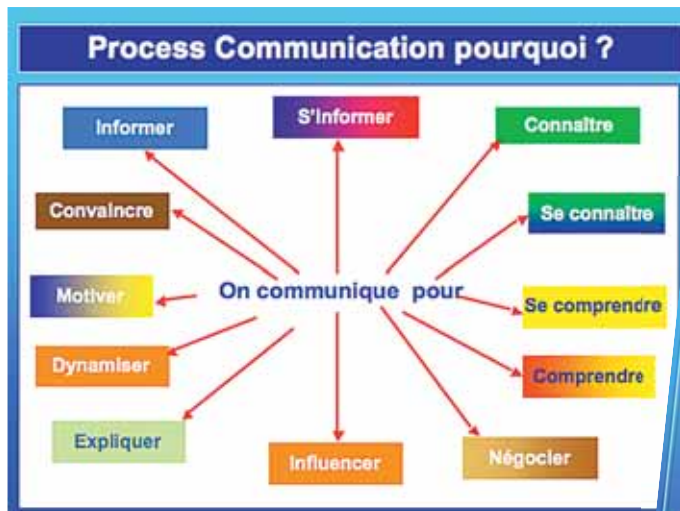 Process Communication pourquoi ?
Informer
S'informer
Connaître
Convaincre
Se connaître
Motiver
On communique pour
Se comprendre
Dynamiser
Comprendre
Expliquer
Influencer
Négocier